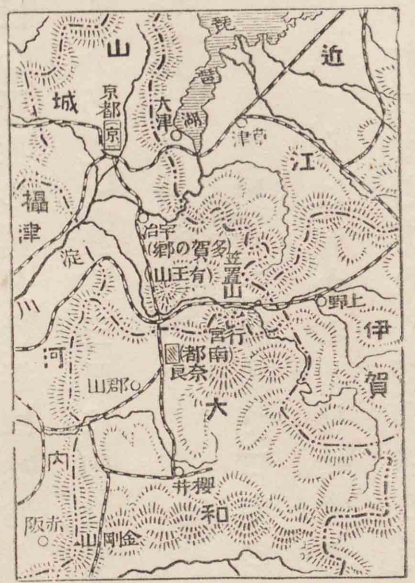 山城
近江
琵琶湖
京都
京
大津
草津
攝津
淀川
宇治
(多賀の郷)
(有王山)
笠置山
上野
伊賀
行宮
奈良
(南都)
郡山
大和
河内
櫻井
赤阪
金剛山